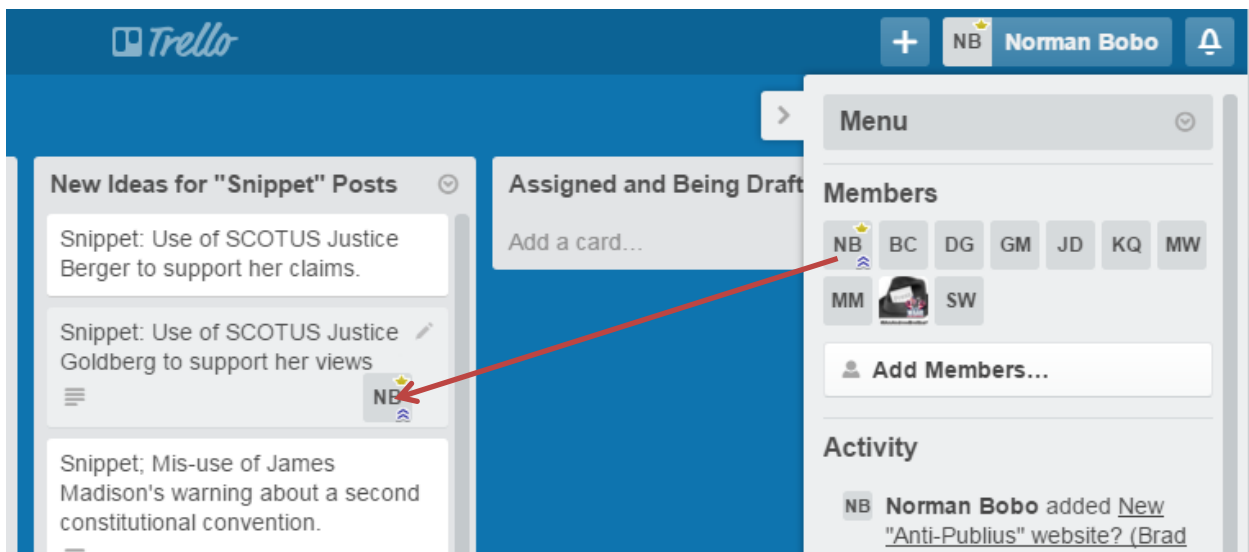 Trello
NB Norman Bobo
Menu
New Ideas for "Snippet" Posts
Snippet: Use of SCOTUS Justice
Berger to support her claims.
Snippet: Use of SCOTUS Justice
Goldberg to support her views
NB
Snippet; Mis-use of James
Madison's warning about a second
constitutional convention.
Assigned and Being Draft
Add a card...
Members
NB BC DG GM JD KQ MW
MM SW
Add Members...
Activity
NB Norman Bobo added New
"Anti-Publius" website? (Brad